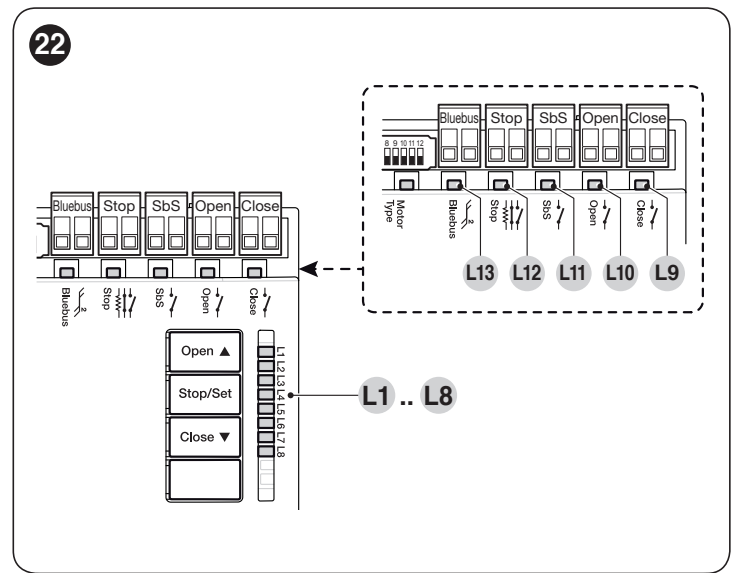 22
Bluebus Stop SbS Open Close
8 9 10 11 12
Motor Type
Bluebus 2
Stop
SbS
Open
Close
L13 L12 L11 L10 L9
Bluebus Stop SbS Open Close
Bluebus 2
Stop
SbS
Open
Close
Open ▲
Stop/Set
Close ▼
L1
L2
L3
L4
L5
L6
L7
L8
L1 .. L8